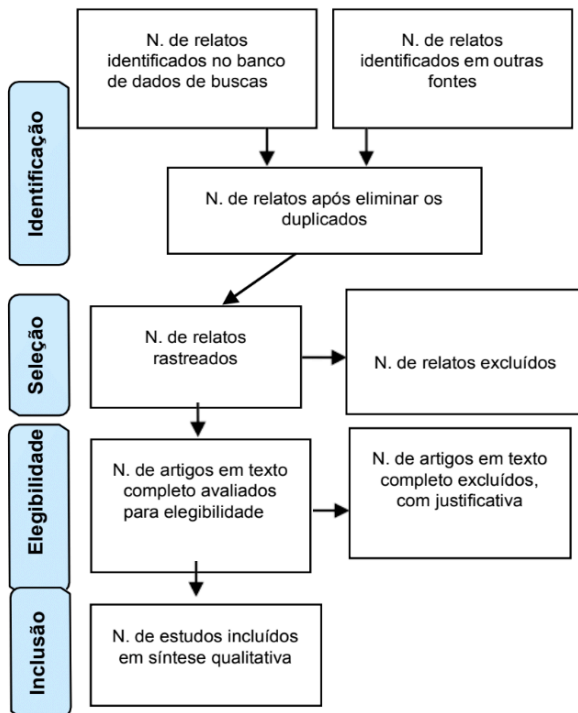 Identificação
N. de relatos
identificados no banco
de dados de buscas
N. de relatos
identificados em outras
fontes
N. de relatos após eliminar os
duplicados
Seleção
N. de relatos
rastreados
N. de relatos excluídos
Elegibilidade
N. de artigos em texto
completo avaliados
para elegibilidade
N. de artigos em texto
completo excluídos,
com justificativa
Inclusão
N. de estudos incluídos
em síntese qualitativa